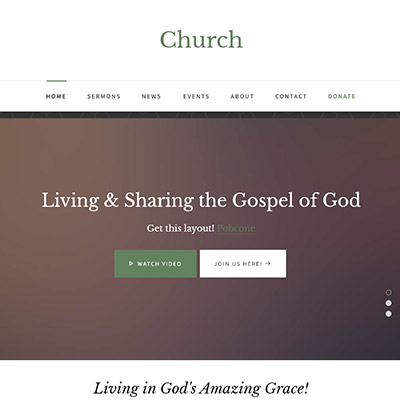 Church
HOME SERMONS NEWS EVENTS ABOUT CONTACT DONATE
Living & Sharing the Gospel of God
Get this layout! Pobcone
WATCH VIDEO JOIN US HERE!
Living in God's Amazing Grace!